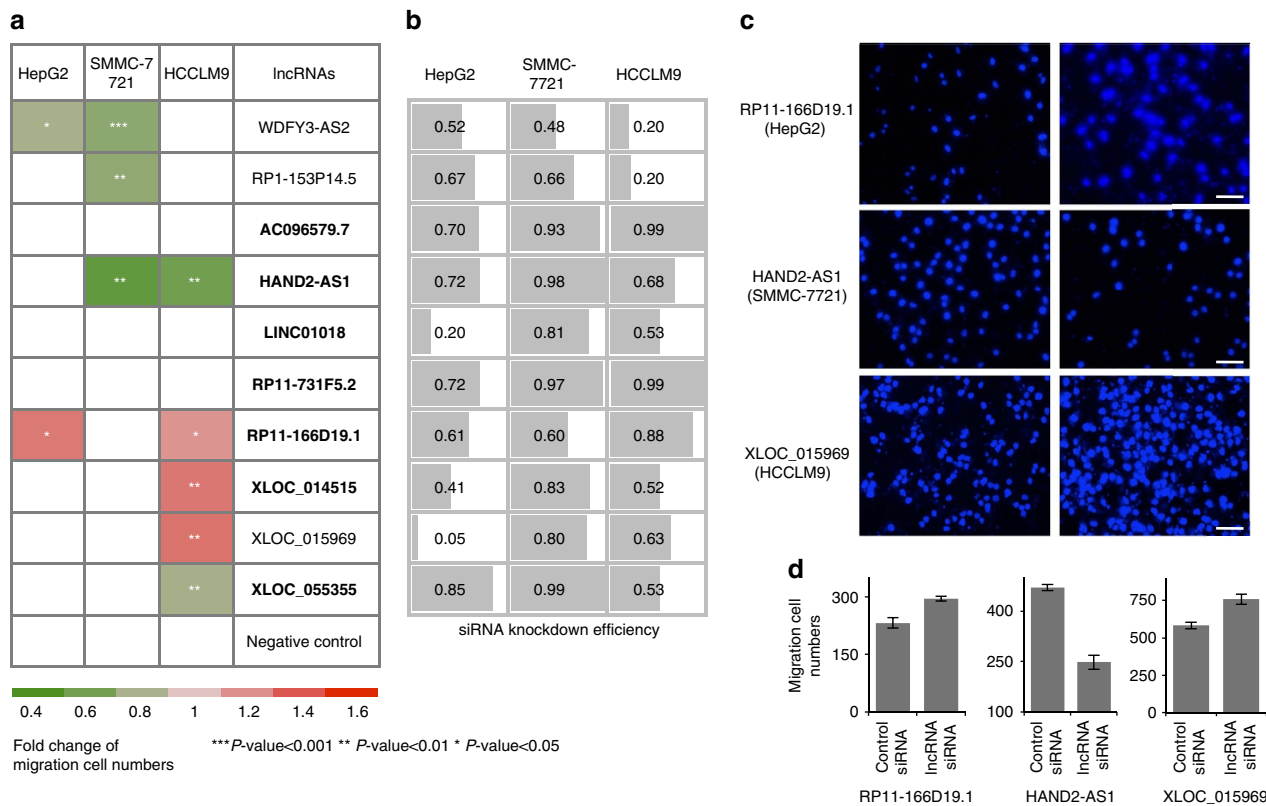 a
HepG2
SMMC-7
721
HCCLM9
lncRNAs
* *** WDFY3-AS2
** RP1-153P14.5
AC096579.7
** ** HAND2-AS1
LINC01018
RP11-731F5.2
* * RP11-166D19.1
** XLOC_014515
** XLOC_015969
** XLOC_055355
Negative control
0.4 0.6 0.8 1 1.2 1.4 1.6
Fold change of
migration cell numbers
***P-value<0.001 ** P-value<0.01 * P-value<0.05
b
HepG2
SMMC-
7721
HCCLM9
0.52 0.48 0.20
0.67 0.66 0.20
0.70 0.93 0.99
0.72 0.98 0.68
0.20 0.81 0.53
0.72 0.97 0.99
0.61 0.60 0.88
0.41 0.83 0.52
0.05 0.80 0.63
0.85 0.99 0.53
siRNA knockdown efficiency
c
RP11-166D19.1
(HepG2)
HAND2-AS1
(SMMC-7721)
XLOC_015969
(HCCLM9)
d
Migration cell
numbers
300
150
0
Control
siRNA
lncRNA
siRNA
RP11-166D19.1
400
250
100
Control
siRNA
lncRNA
siRNA
HAND2-AS1
750
500
250
0
Control
siRNA
lncRNA
siRNA
XLOC_015969